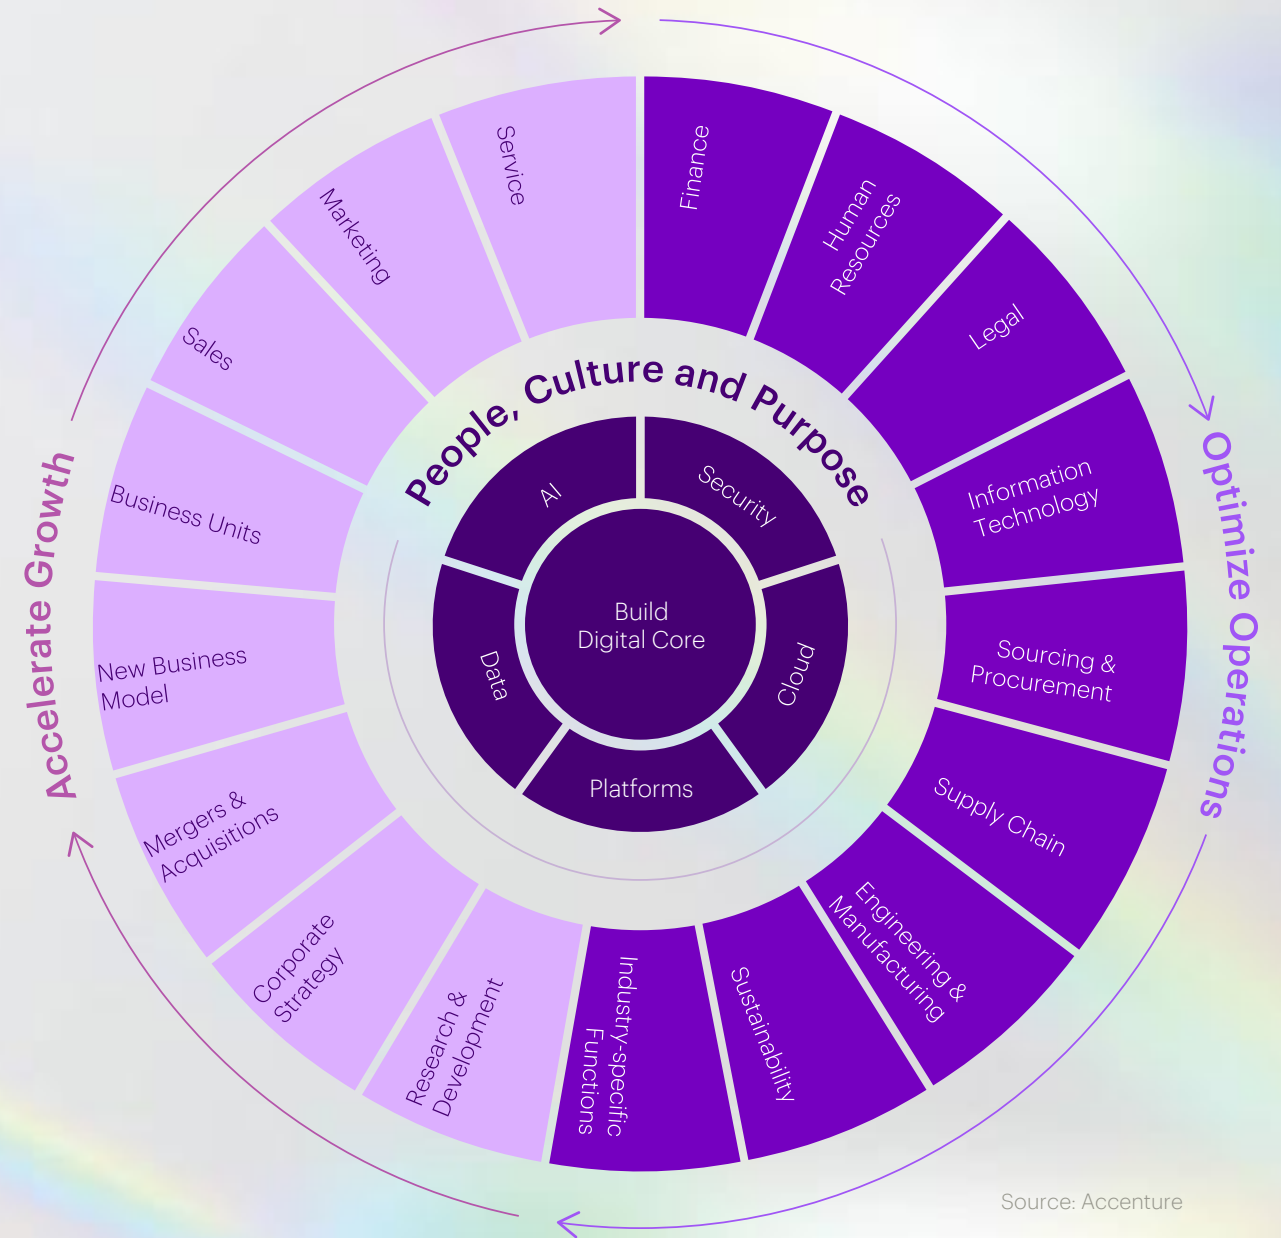 Accelerate Growth
Optimize Operations
Service
Finance
Human
Resources
Legal
Information
Technology
Sourcing &
Procurement
Supply Chain
Engineering &
Manufacturing
Sustainability
Industry-specific
Functions
Research &
Development
Corporate
Strategy
Mergers &
Acquisitions
New Business
Model
Business Units
Sales
Marketing
People, Culture and Purpose
AI
Security
Cloud
Platforms
Data
Build
Digital Core
Source: Accenture